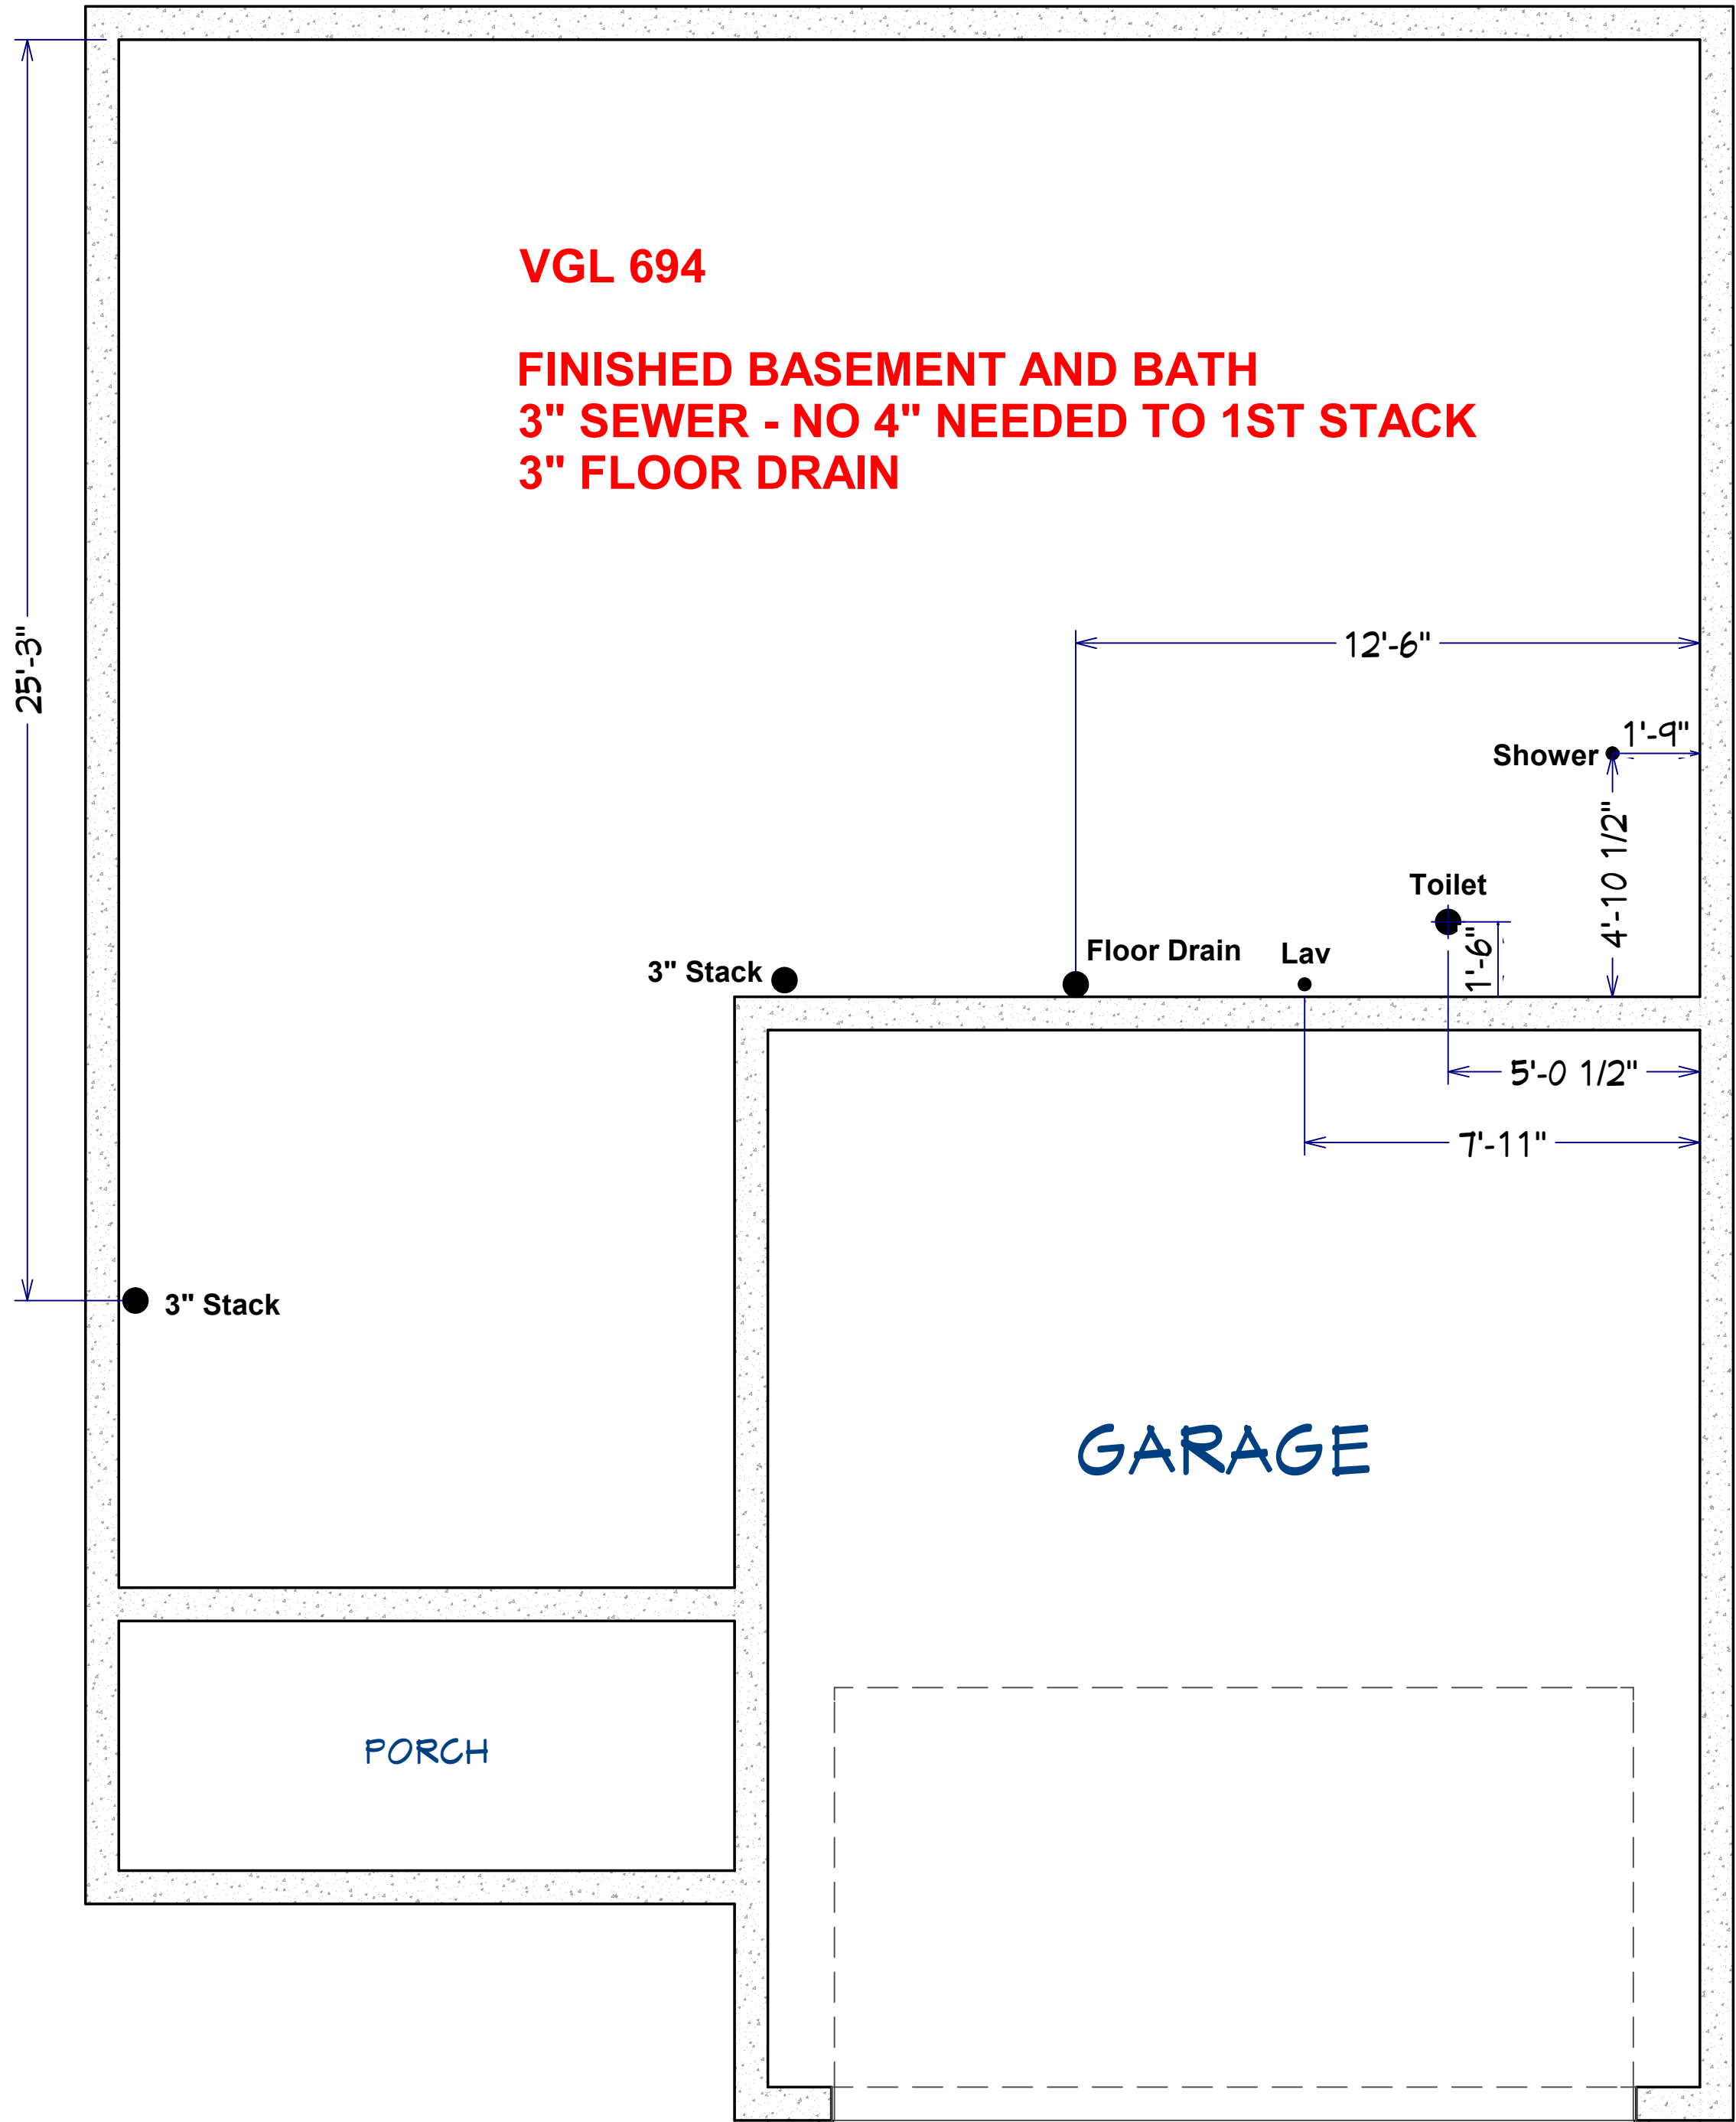 VGL 694
FINISHED BASEMENT AND BATH
3" SEWER - NO 4" NEEDED TO 1ST STACK
3" FLOOR DRAIN
25'-3"
12'-6"
1'-9"
Shower
4'-10 1/2"
Toilet
1'-6"
Floor Drain
Lav
3" Stack
5'-0 1/2"
7'-11"
3" Stack
GARAGE
PORCH